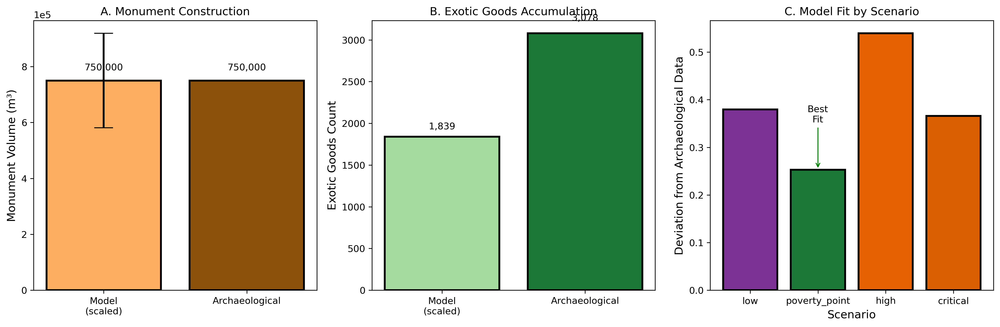 A. Monument Construction
1e5
Monument Volume (m³)
8
6
4
2
0
750,000
750,000
Model
(scaled)
Archaeological
B. Exotic Goods Accumulation
3,078
Exotic Goods Count
3000
2500
2000
1500
1000
500
0
1,839
Model
(scaled)
Archaeological
C. Model Fit by Scenario
Deviation from Archaeological Data
0.5
0.4
0.3
0.2
0.1
0.0
Best
Fit
low
poverty_point
high
critical
Scenario